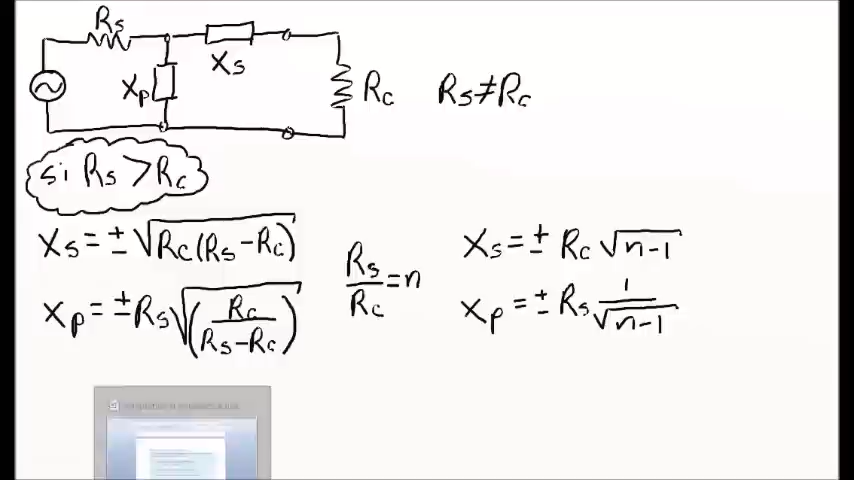 Rs
Xs
Xp
Rc
Rs≠Rc
si Rs > Rc
Xs = ± √(Rc(Rs − Rc))
Xp = ± Rs √(Rc / (Rs − Rc))
Rs / Rc = n
Xs = ± Rc √(n−1)
Xp = ± Rs 1 / √(n−1)